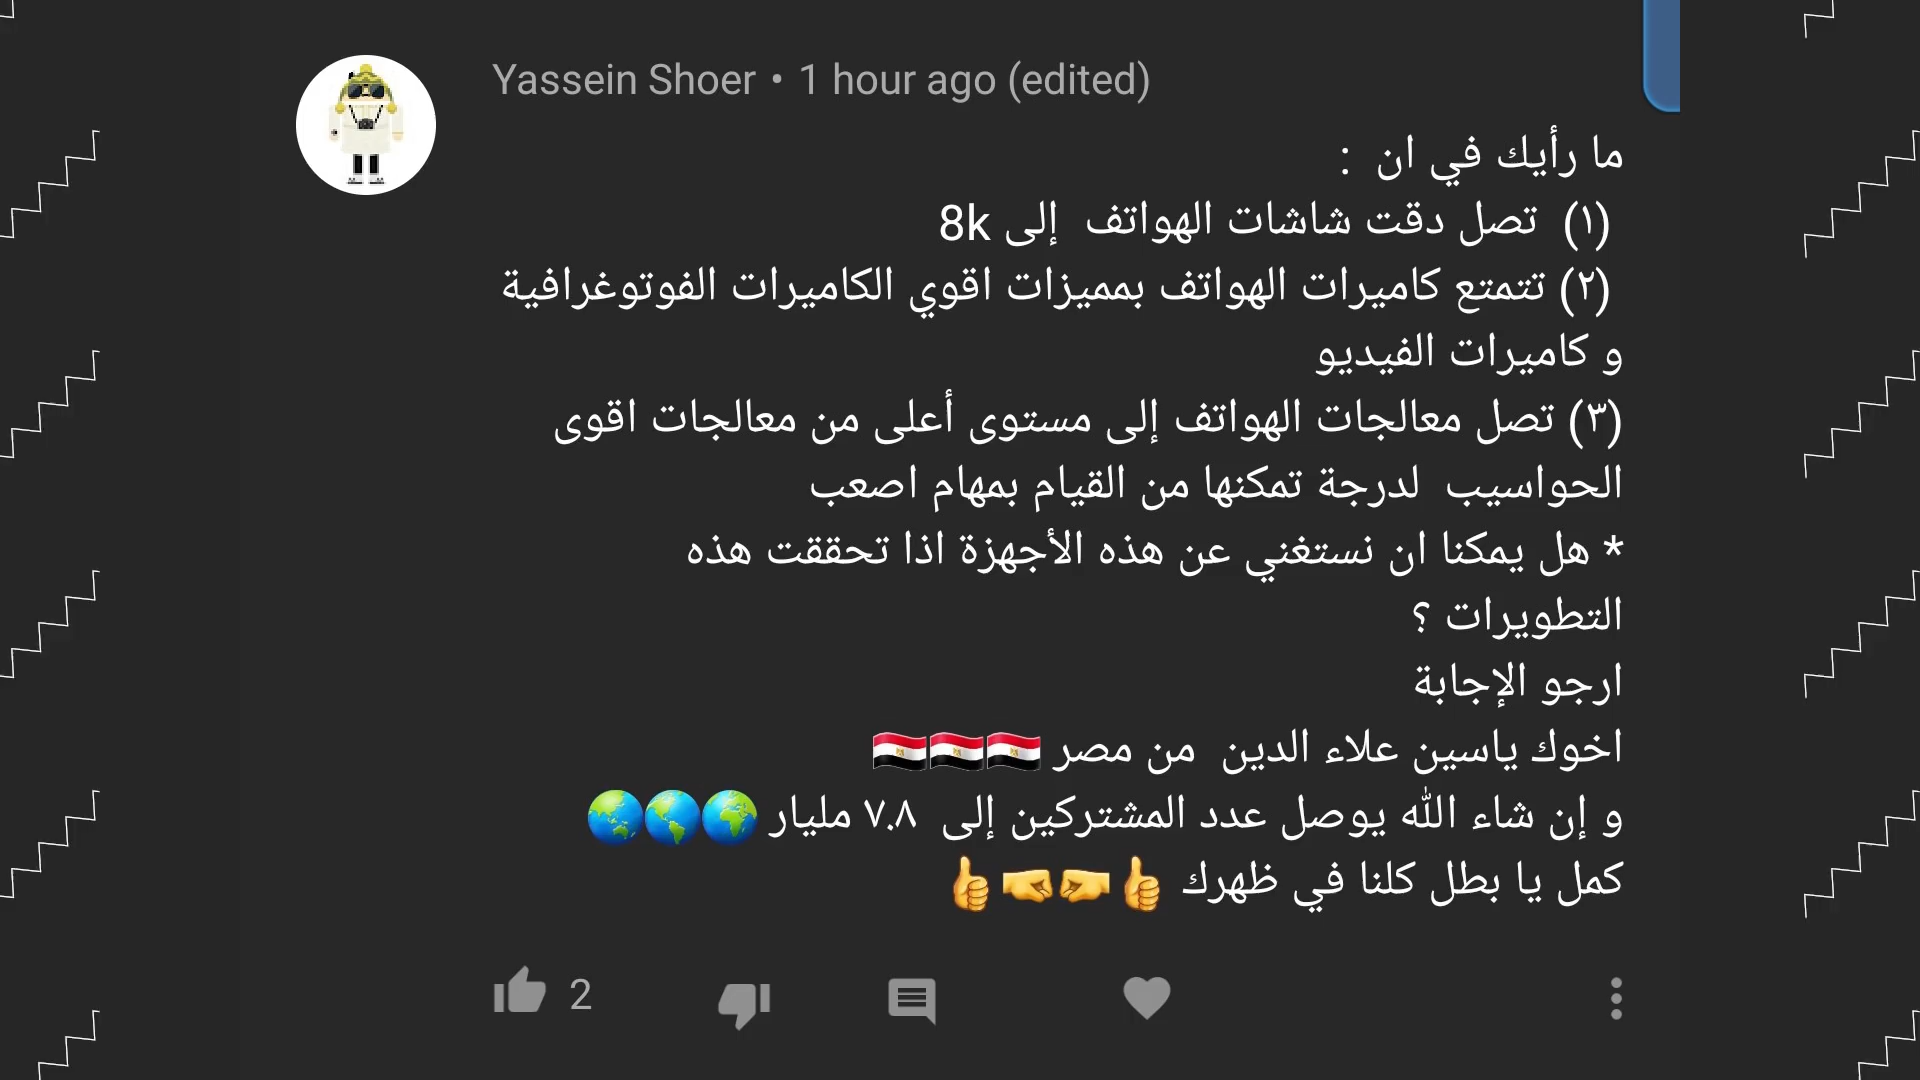 Yassein Shoer • 1 hour ago (edited)
ما رأيك في ان :
(١) تصل دقت شاشات الهواتف إلى 8k
(٢) تتمتع كاميرات الهواتف بمميزات اقوي الكاميرات الفوتوغرافية
و كاميرات الفيديو
(٣) تصل معالجات الهواتف إلى مستوى أعلى من معالجات اقوى
الحواسيب لدرجة تمكنها من القيام بمهام اصعب
* هل يمكنا ان نستغني عن هذه الأجهزة اذا تحققت هذه
التطويرات ؟
ارجو الإجابة
اخوك ياسين علاء الدين من مصر 🇪🇬🇪🇬🇪🇬
و إن شاء الله يوصل عدد المشتركين إلى ٧.٨ مليار 🌍🌎🌏
كمل يا بطل كلنا في ظهرك 👍🤛🤜👍
2